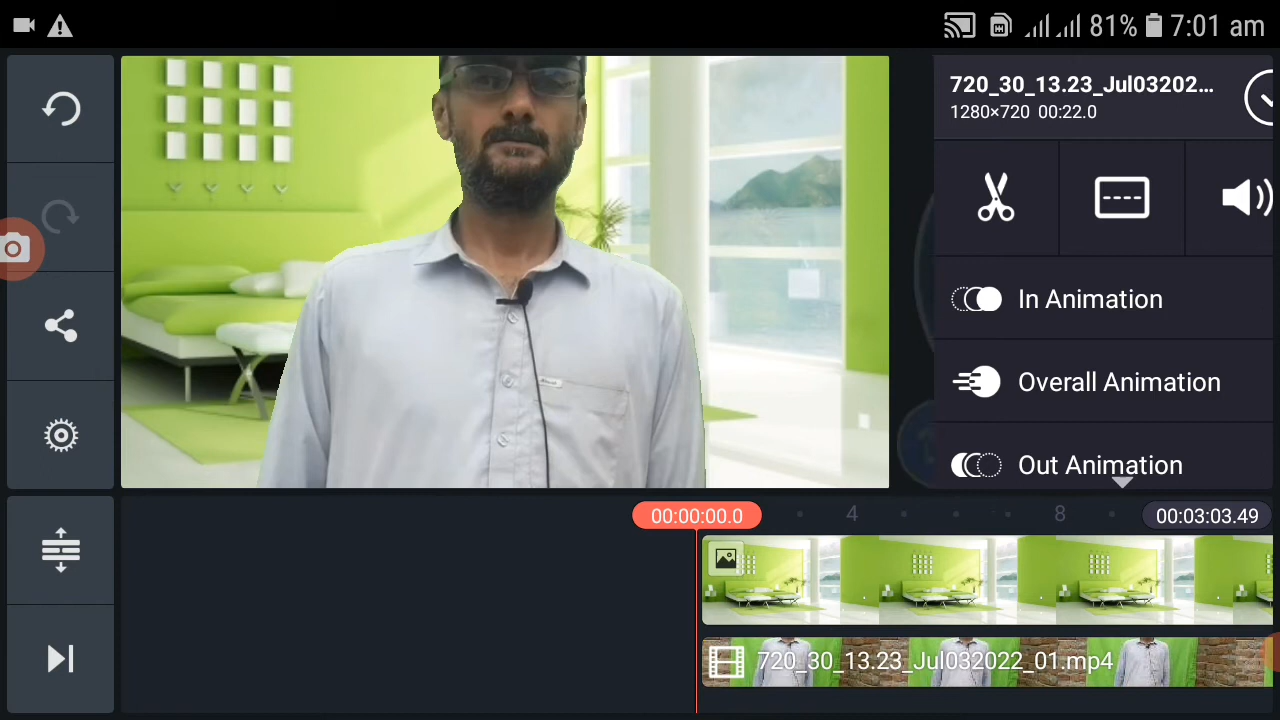 81% 7:01 am
720_30_13.23_Jul03202...
1280×720 00:22.0
In Animation
Overall Animation
Out Animation
00:00:00.0 4 8 00:03:03.49
720_30_13.23_Jul032022_01.mp4